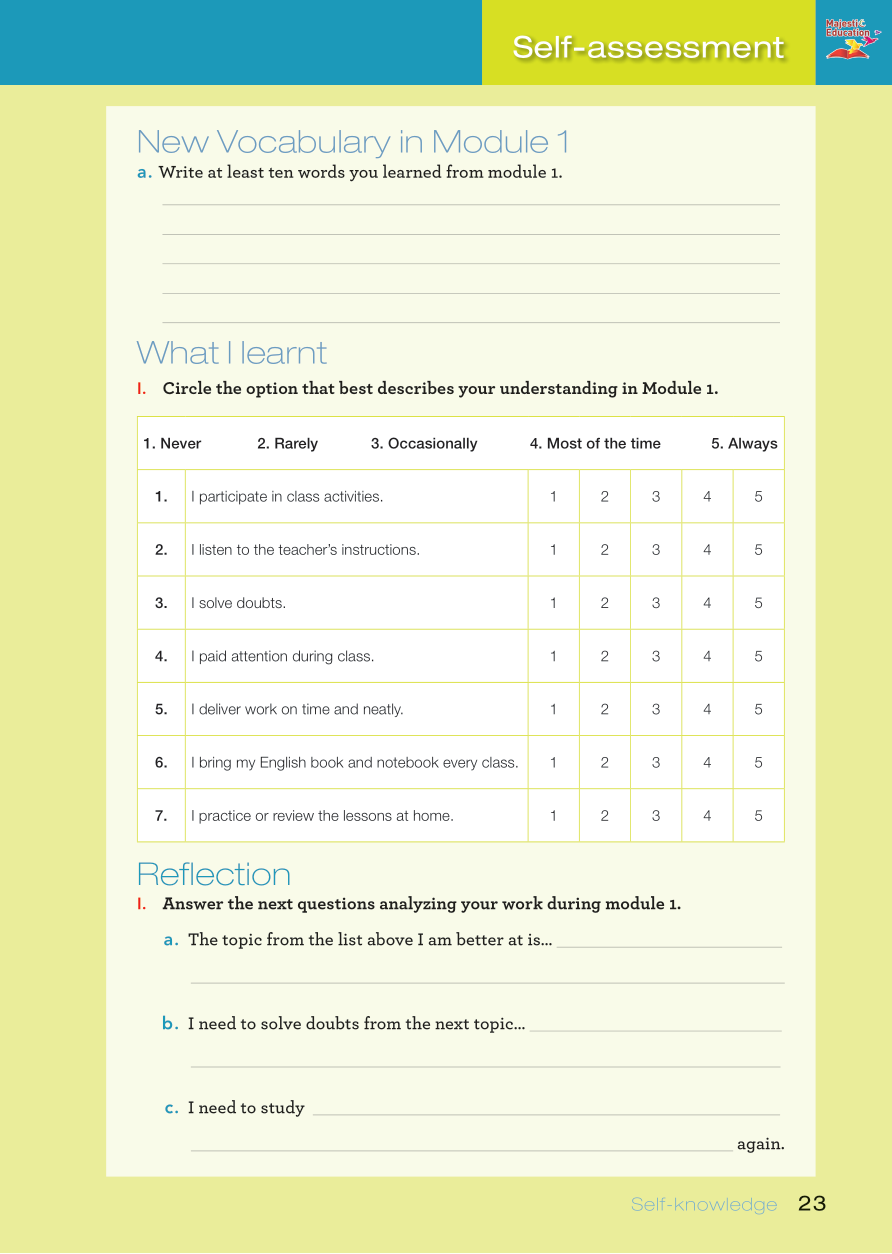 Self-assessment
Majestic
Education
New Vocabulary in Module 1
a. Write at least ten words you learned from module 1.
What I learnt
I. Circle the option that best describes your understanding in Module 1.
1. Never 2. Rarely 3. Occasionally 4. Most of the time 5. Always
1. I participate in class activities. 1 2 3 4 5
2. I listen to the teacher's instructions. 1 2 3 4 5
3. I solve doubts. 1 2 3 4 5
4. I paid attention during class. 1 2 3 4 5
5. I deliver work on time and neatly. 1 2 3 4 5
6. I bring my English book and notebook every class. 1 2 3 4 5
7. I practice or review the lessons at home. 1 2 3 4 5
Reflection
I. Answer the next questions analyzing your work during module 1.
a. The topic from the list above I am better at is...
b. I need to solve doubts from the next topic...
c. I need to study
again.
Self-knowledge 23